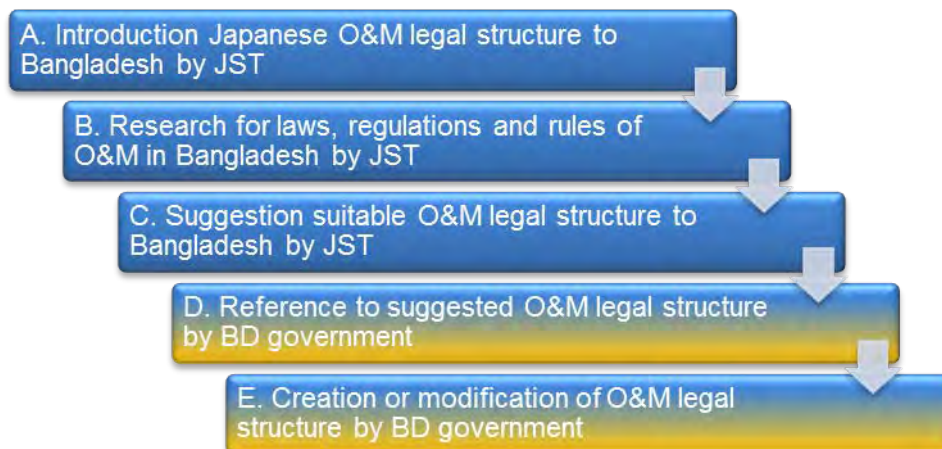 A. Introduction Japanese O&M legal structure to
Bangladesh by JST
B. Research for laws, regulations and rules of
O&M in Bangladesh by JST
C. Suggestion suitable O&M legal structure to
Bangladesh by JST
D. Reference to suggested O&M legal structure
by BD government
E. Creation or modification of O&M legal
structure by BD government